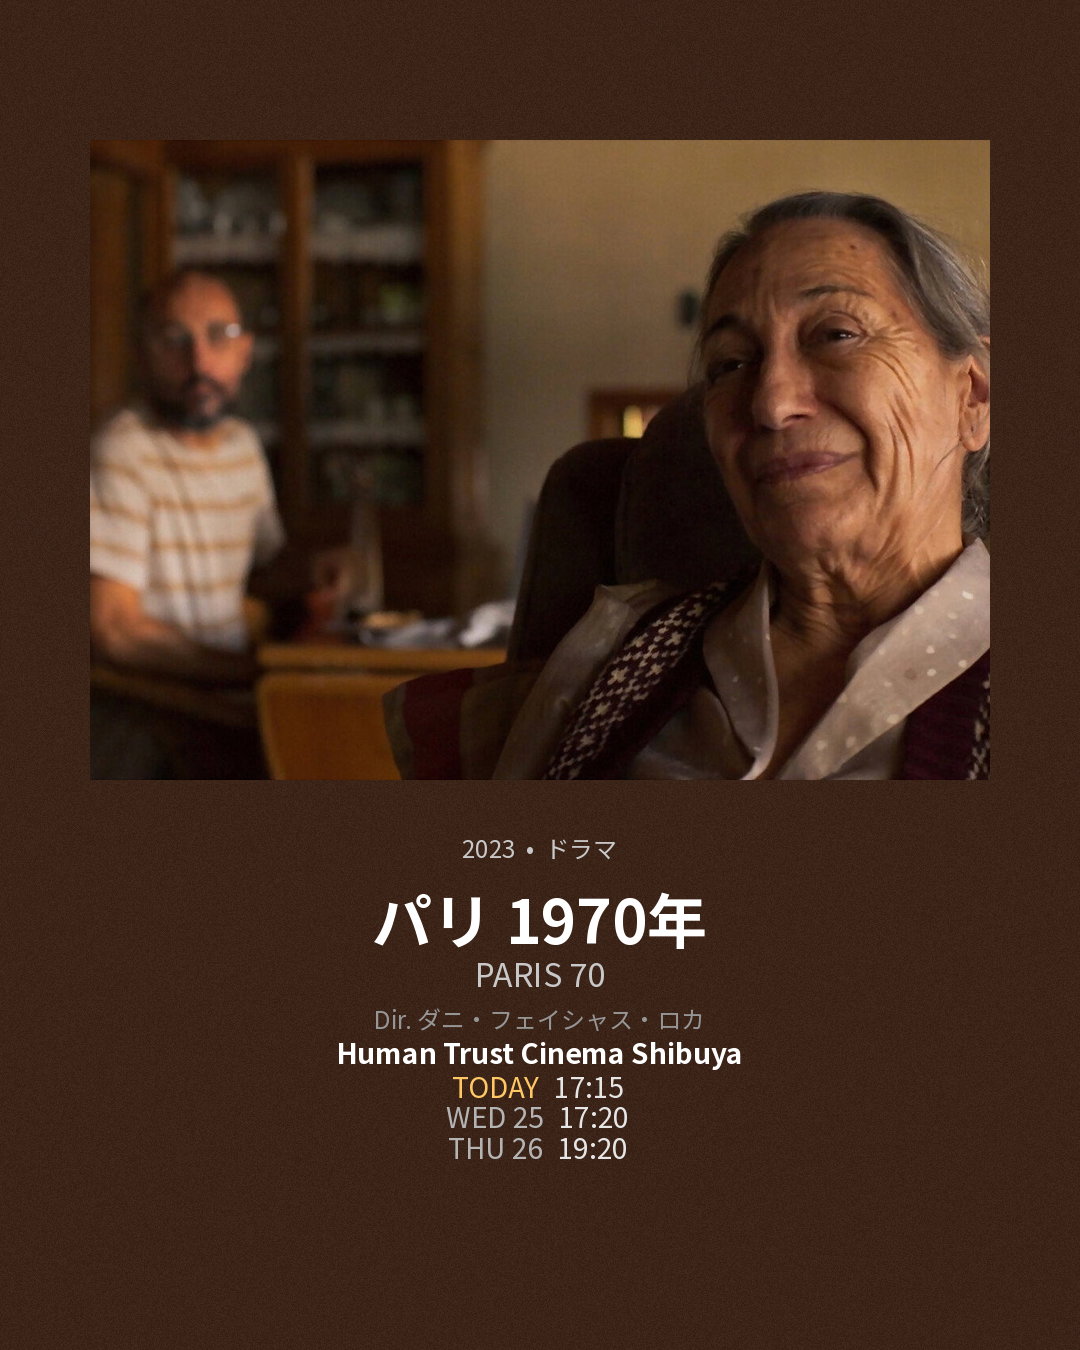 2023 • ドラマ
パリ 1970年
PARIS 70
Dir. ダニ・フェイシャス・ロカ
Human Trust Cinema Shibuya
TODAY 17:15
WED 25 17:20
THU 26 19:20